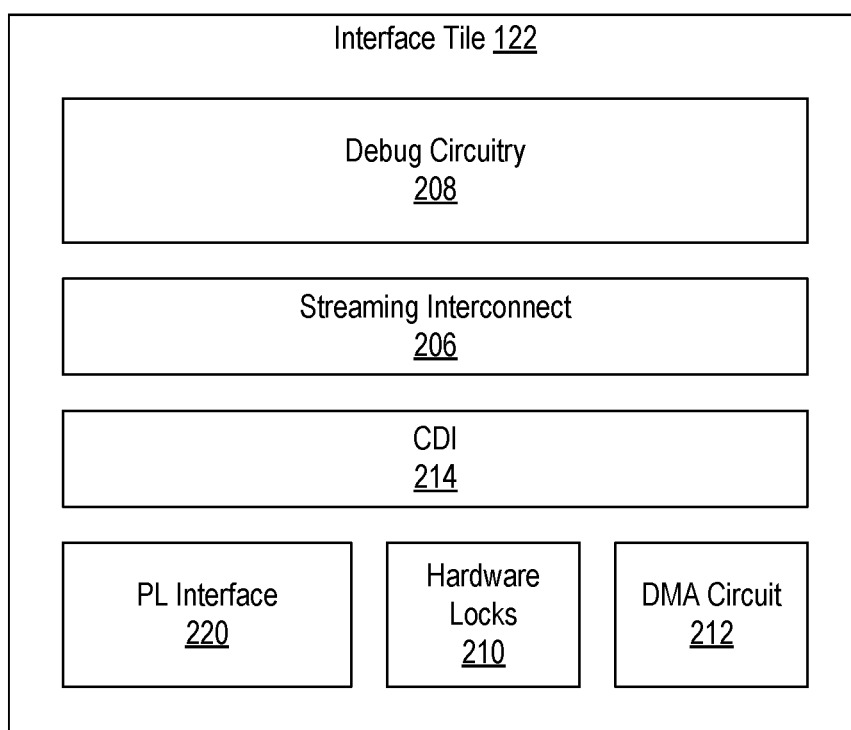 Interface Tile 122
Debug Circuitry
208
Streaming Interconnect
206
CDI
214
PL Interface
220
Hardware
Locks
210
DMA Circuit
212